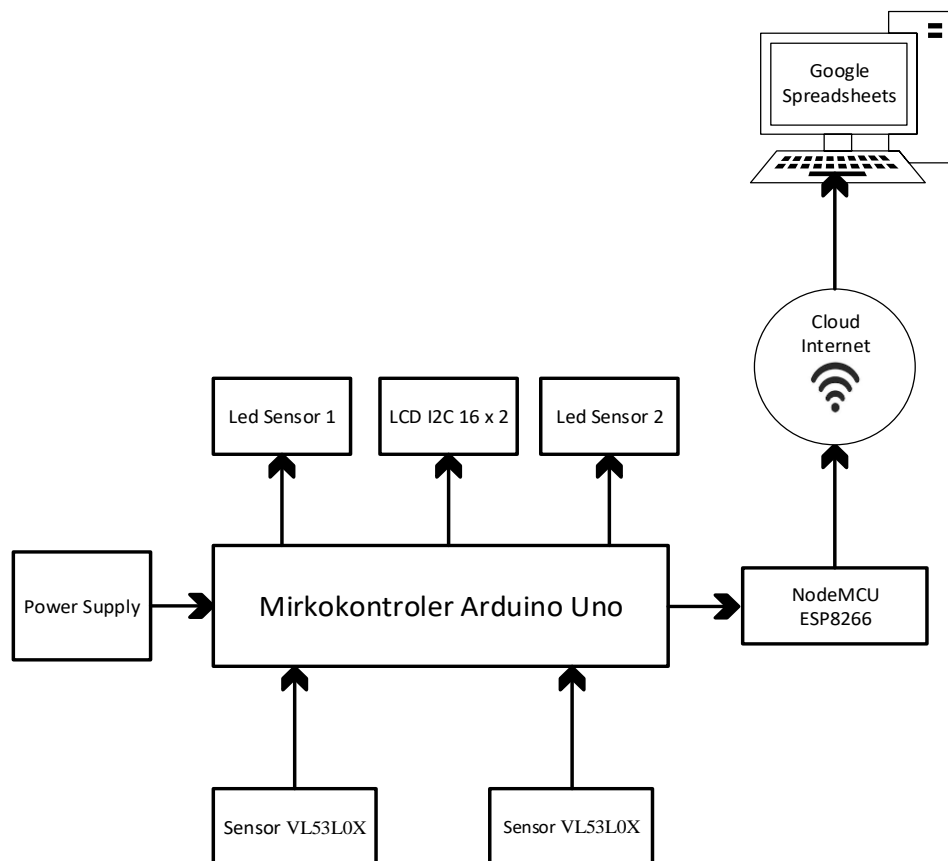 Google
Spreadsheets
Cloud
Internet
Led Sensor 1
LCD I2C 16 x 2
Led Sensor 2
Power Supply
Mirkokontroler Arduino Uno
NodeMCU
ESP8266
Sensor VL53L0X
Sensor VL53L0X